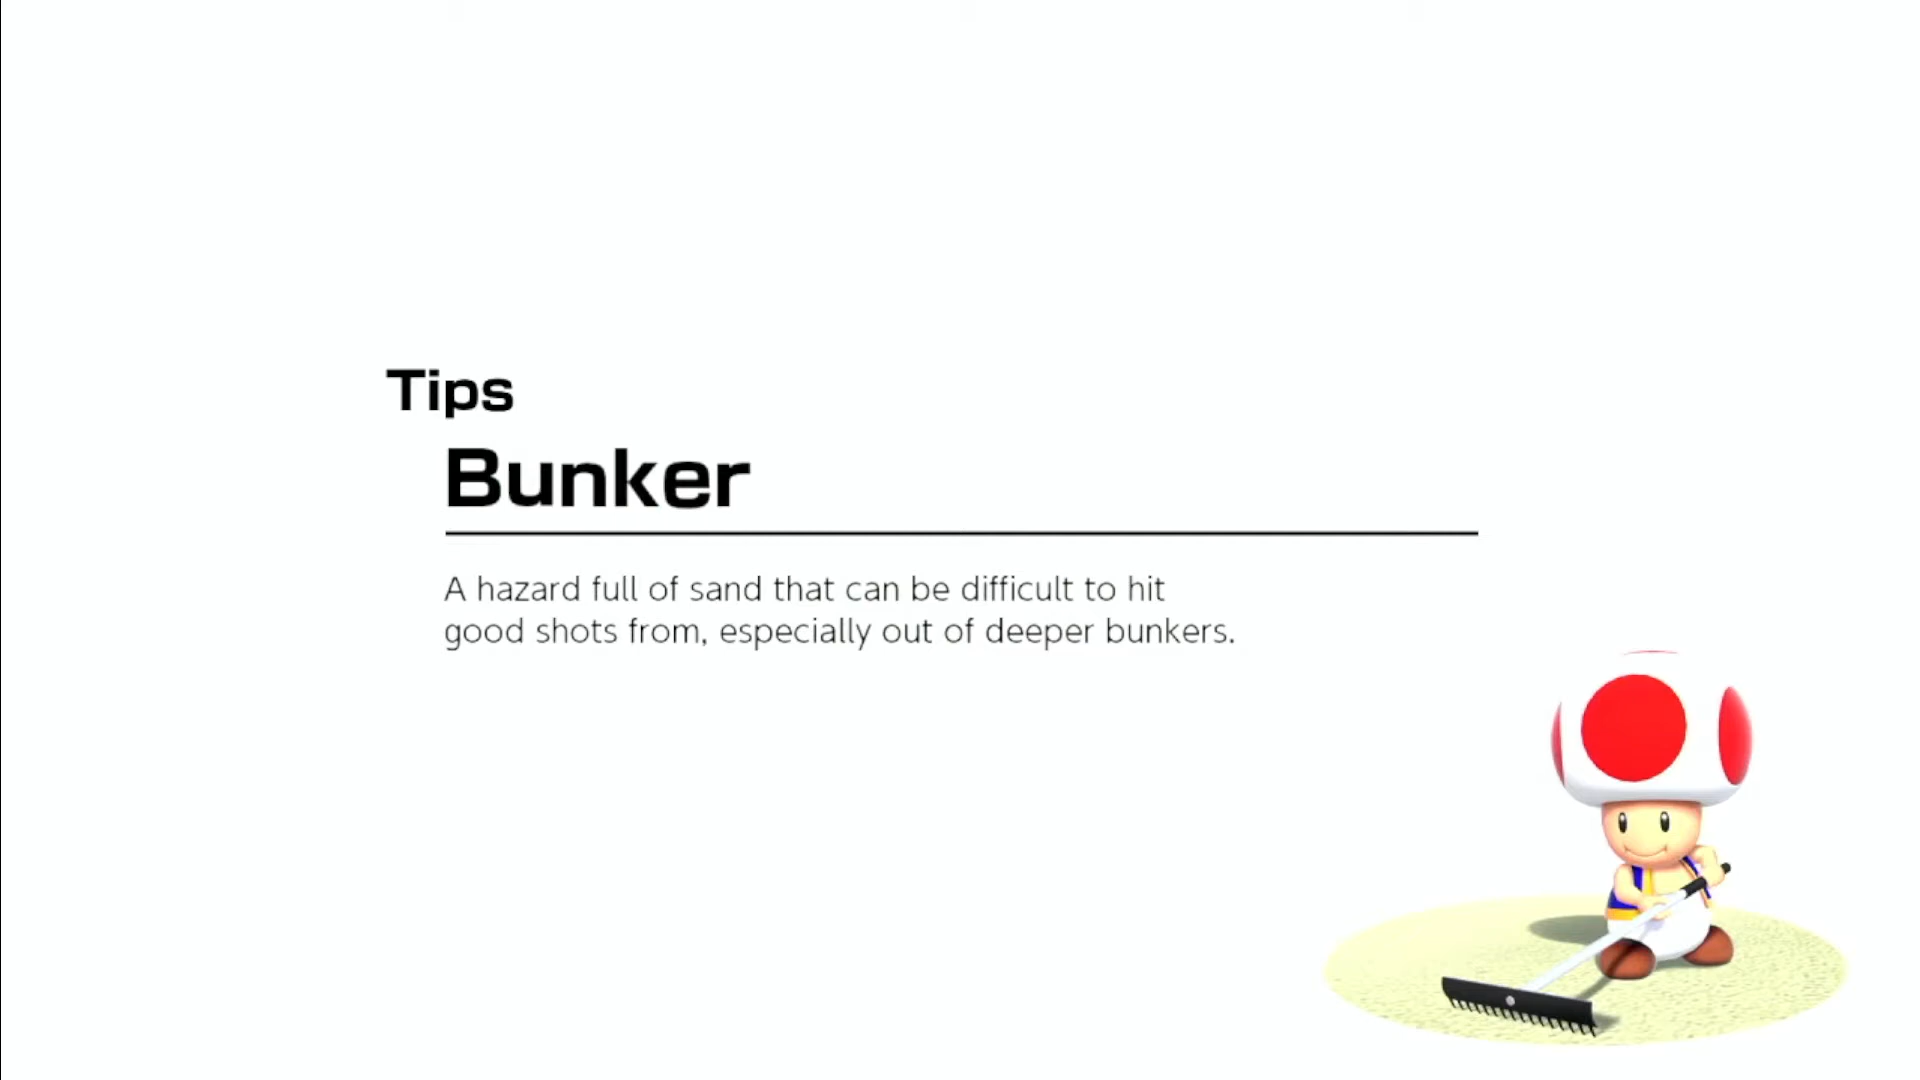 Tips
Bunker
A hazard full of sand that can be difficult to hit
good shots from, especially out of deeper bunkers.